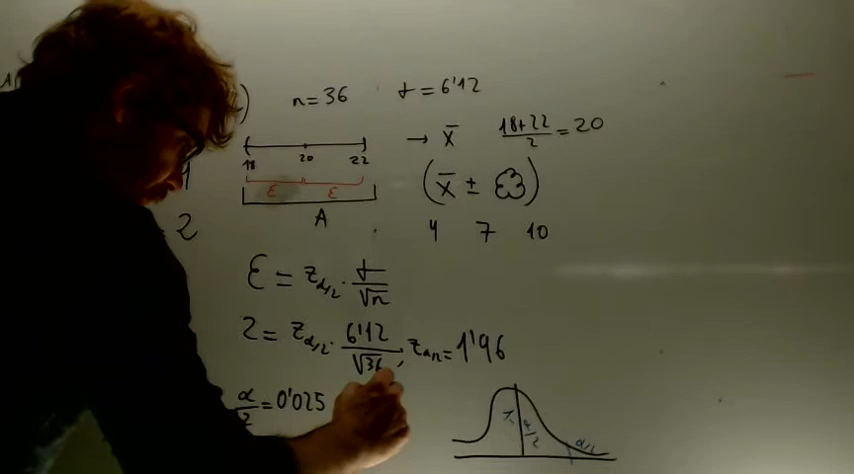 n=36 σ=6'12
→ x̄ (18+22)/2=20
18 20 22
ε ε
(x̄ ± )
A
4 7 10
ε = z_{α/2} · σ/√n
2 = z_{α/2} · 6'12/√36, z_{α/2}=1'96
2
α/2=0'025
α/2